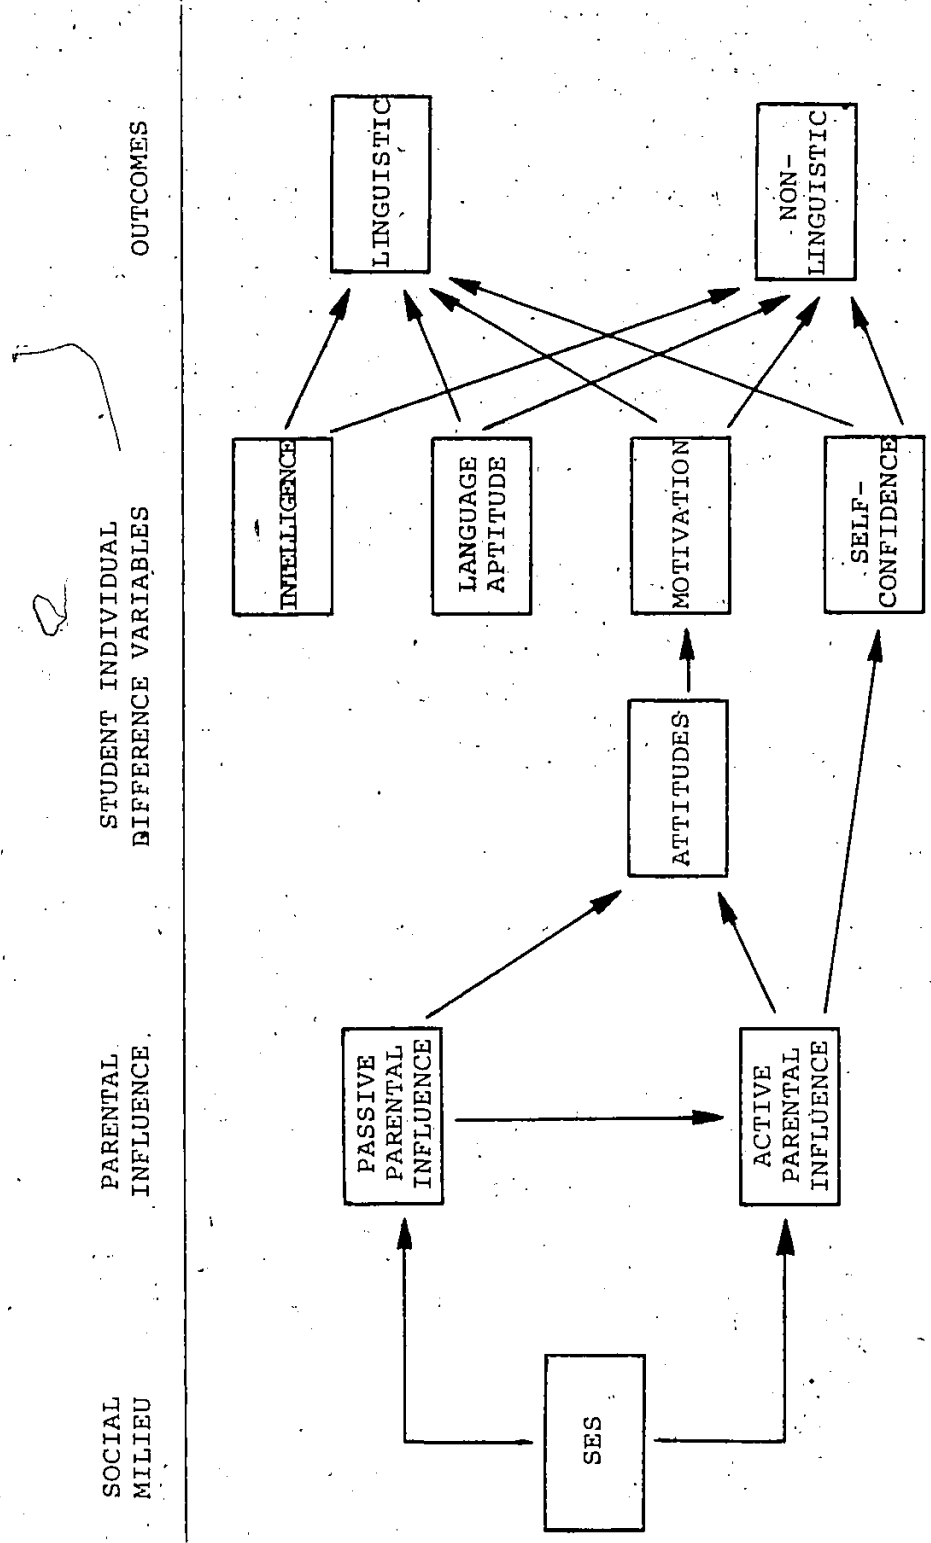 SOCIAL
MILIEU
PARENTAL
INFLUENCE
STUDENT INDIVIDUAL
DIFFERENCE VARIABLES
OUTCOMES
SES
PASSIVE
PARENTAL
INFLUENCE
ACTIVE
PARENTAL
INFLUENCE
ATTITUDES
INTELLIGENCE
LANGUAGE
APTITUDE
MOTIVATION
SELF-
CONFIDENCE
LINGUISTIC
NON-
LINGUISTIC